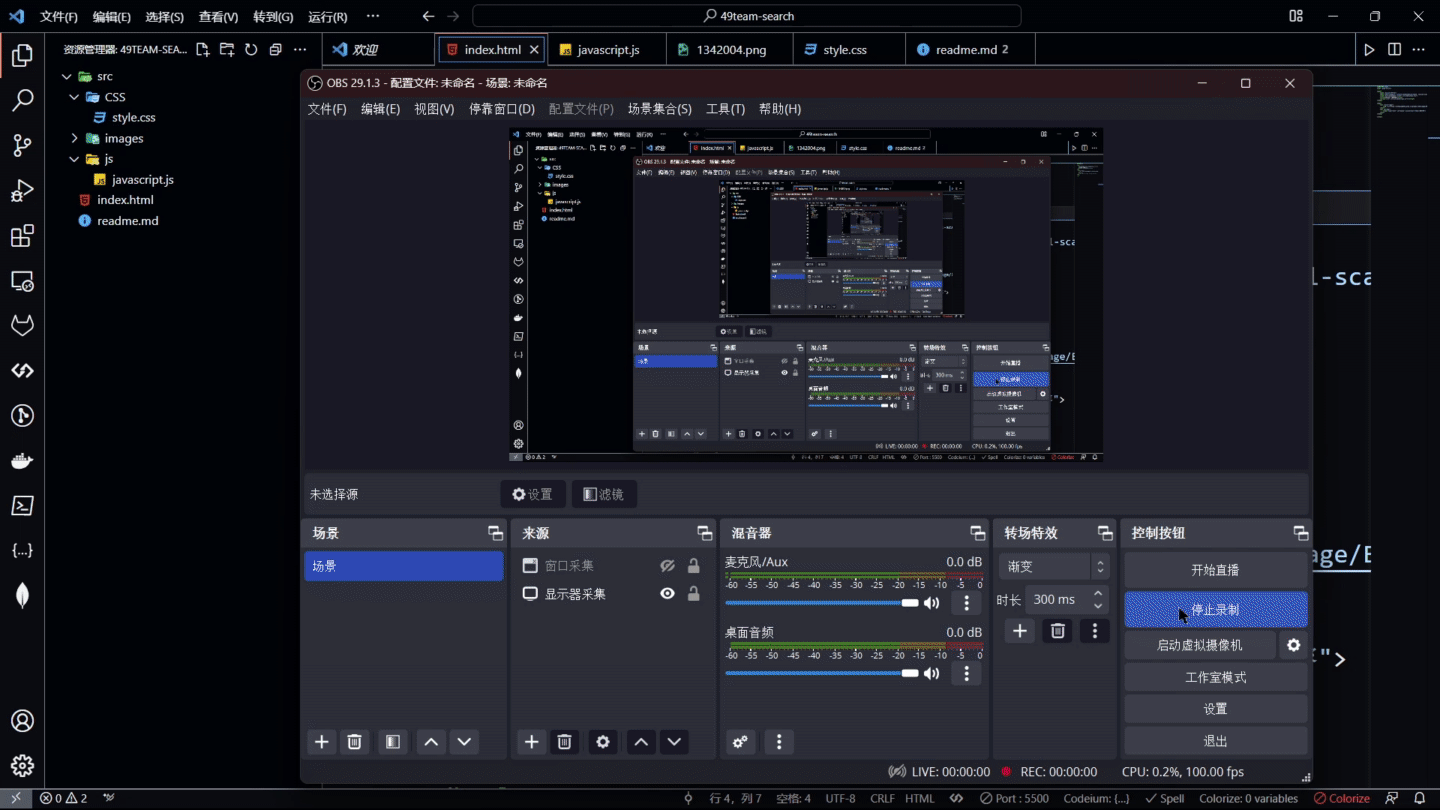 文件(F) 编辑(E) 选择(S) 查看(V) 转到(G) 运行(R) ··· 49team-search
资源管理器: 49TEAM-SEA...
欢迎 index.html javascript.js 1342004.png style.css readme.md 2
src
CSS
style.css
images
js
javascript.js
index.html
readme.md
OBS 29.1.3 - 配置文件: 未命名 - 场景: 未命名
文件(F) 编辑(E) 视图(V) 停靠窗口(D) 配置文件(P) 场景集合(S) 工具(T) 帮助(H)
l-sca
age/E
">
未选择源 设置 滤镜
场景
场景
来源
窗口采集
显示器采集
混音器
麦克风/Aux 0.0 dB
-60 -55 -50 -45 -40 -35 -30 -25 -20 -15 -10 -5 0
桌面音频 0.0 dB
-60 -55 -50 -45 -40 -35 -30 -25 -20 -15 -10 -5 0
转场特效
渐变
时长 300 ms
控制按钮
开始直播
停止录制
启动虚拟摄像机
工作室模式
设置
退出
LIVE: 00:00:00 REC: 00:00:00 CPU: 0.2%, 100.00 fps
0 2 行 4，列 7 空格: 4 UTF-8 CRLF HTML Port : 5500 Codeium: {...} Spell Colorize: 0 variables Colorize